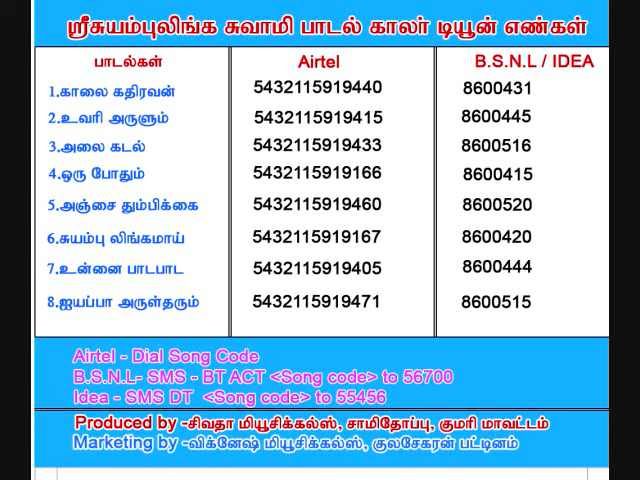 ஸ்ரீசுயம்புலிங்க சுவாமி பாடல் காலர் டியூன் எண்கள்
பாடல்கள் Airtel B.S.N.L / IDEA
1.காலை கதிரவன் 5432115919440 8600431
2.உவரி அருளும் 5432115919415 8600445
3.அலை கடல் 5432115919433 8600516
4.ஒரு போதும் 5432115919166 8600415
5.அஞ்சை தும்பிக்கை 5432115919460 8600520
6.சுயம்பு லிங்கமாய் 5432115919167 8600420
7.உன்னை பாடபாட 5432115919405 8600444
8.ஐயப்பா அருள்தரும் 5432115919471 8600515
Airtel - Dial Song Code
B.S.N.L- SMS - BT ACT <Song code> to 56700
Idea - SMS DT <Song code> to 55456
Produced by -சிவதா மியூசிக்கல்ஸ், சாமிதோப்பு, குமரி மாவட்டம்
Marketing by -விக்னேஷ் மியூசிக்கல்ஸ், குலசேகரன் பட்டினம்